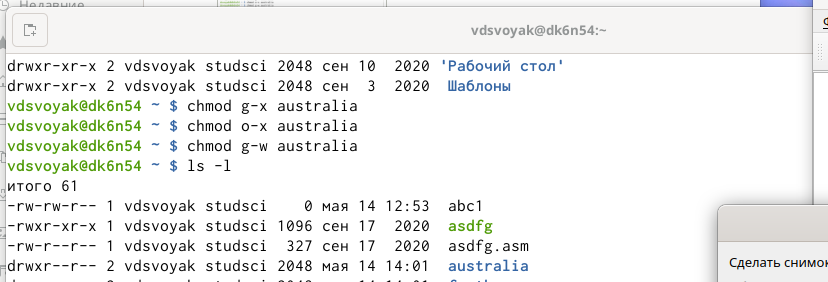 Недавние
vdsvoyak@dk6n54:~
drwxr-xr-x 2 vdsvoyak studsci 2048 сен 10  2020 'Рабочий стол'
drwxr-xr-x 2 vdsvoyak studsci 2048 сен  3  2020  Шаблоны
vdsvoyak@dk6n54 ~ $ chmod g-x australia
vdsvoyak@dk6n54 ~ $ chmod o-x australia
vdsvoyak@dk6n54 ~ $ chmod g-w australia
vdsvoyak@dk6n54 ~ $ ls -l
итого 61
-rw-rw-r-- 1 vdsvoyak studsci    0 мая 14 12:53  abc1
-rwxr-xr-x 1 vdsvoyak studsci 1096 сен 17  2020  asdfg
-rw-r--r-- 1 vdsvoyak studsci  327 сен 17  2020  asdfg.asm
drwxr--r-- 2 vdsvoyak studsci 2048 мая 14 14:01  australia
Сделать снимок